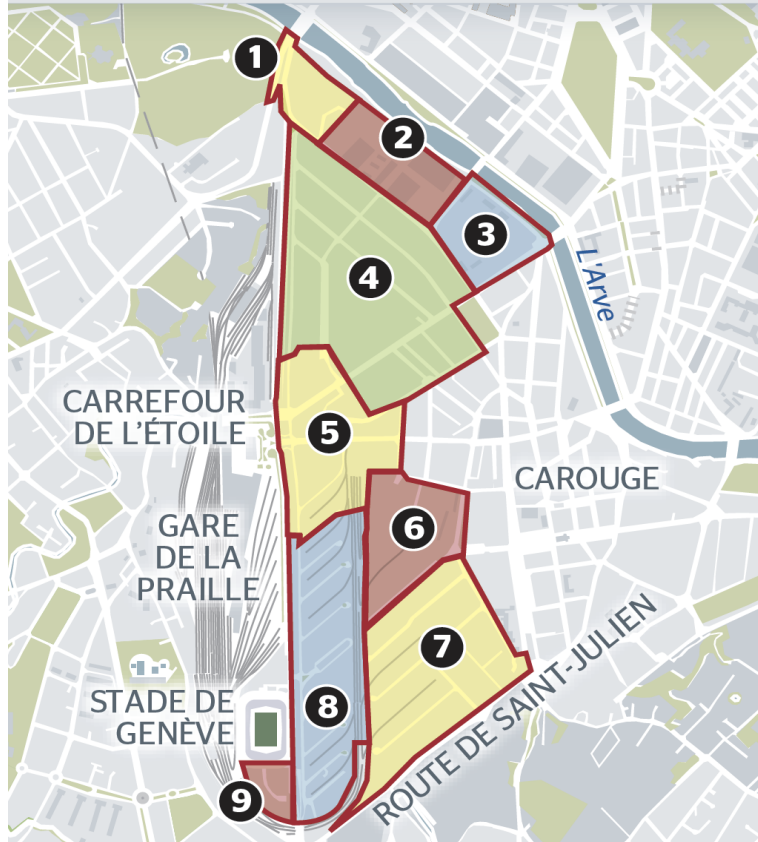 1
2
3
L'Arve
4
CARREFOUR
DE L'ÉTOILE
5
CAROUGE
GARE
DE LA
PRAILLE
6
7
STADE DE
GENÈVE
8
ROUTE DE SAINT-JULIEN
9